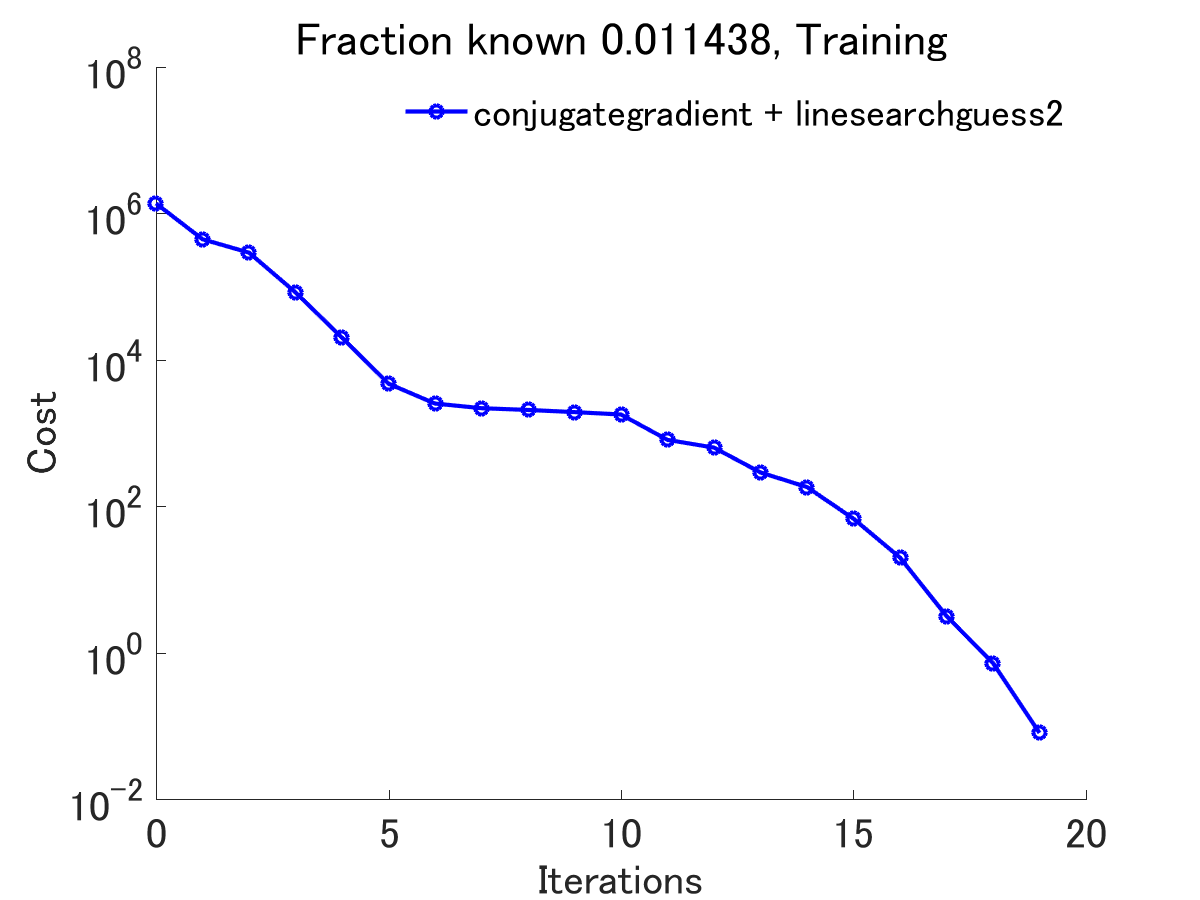 Fraction known 0.011438, Training
conjugategradient + linesearchguess2
10^8
10^6
10^4
10^2
10^0
10^-2
Cost
0 5 10 15 20
Iterations